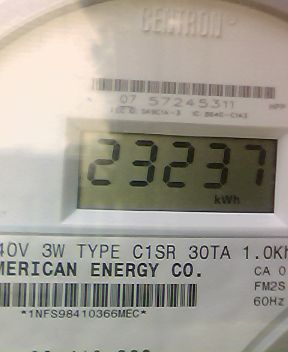 CENTRON
07 57245311
23237
kWh
40V 3W TYPE C1SR 30TA 1.0Kh
MERICAN ENERGY CO.
CA 0
FM2S
60Hz
*1NFS98410366MEC*